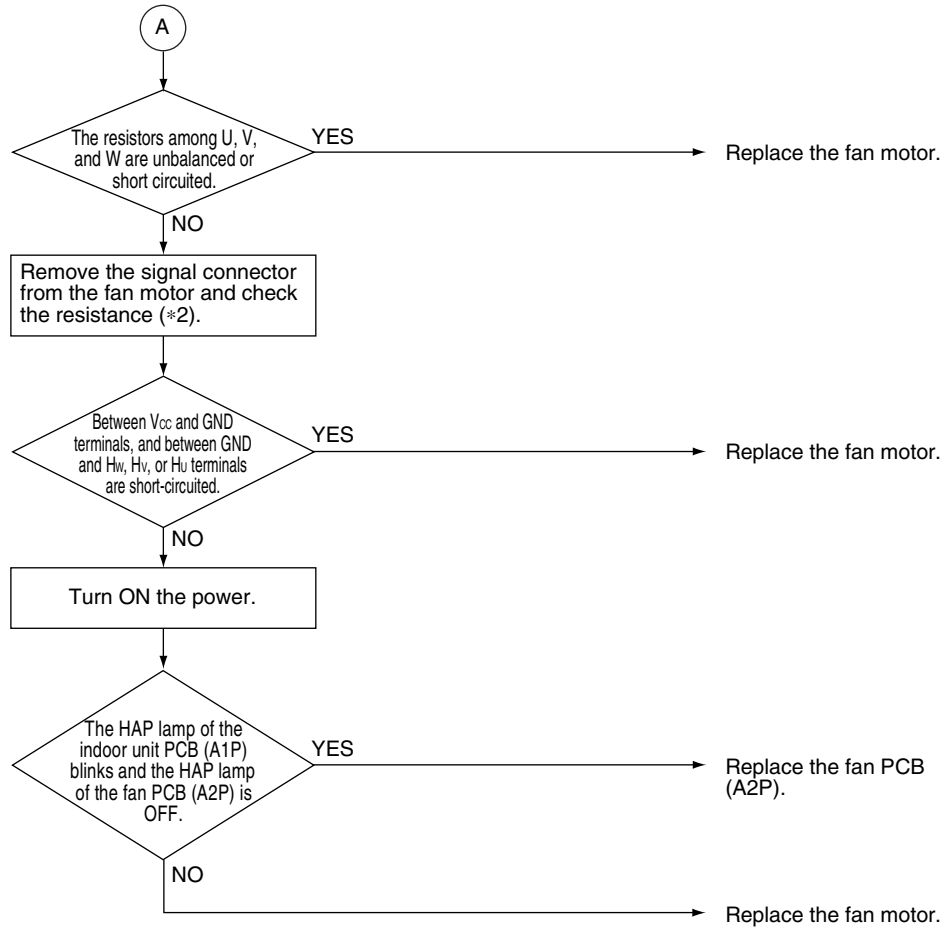 A
The resistors among U, V,
and W are unbalanced or
short circuited.
YES
Replace the fan motor.
NO
Remove the signal connector
from the fan motor and check
the resistance (*2).
Between Vcc and GND
terminals, and between GND
and Hw, Hv, or Hu terminals
are short-circuited.
YES
Replace the fan motor.
NO
Turn ON the power.
The HAP lamp of the
indoor unit PCB (A1P)
blinks and the HAP lamp
of the fan PCB (A2P) is
OFF.
YES
Replace the fan PCB
(A2P).
NO
Replace the fan motor.